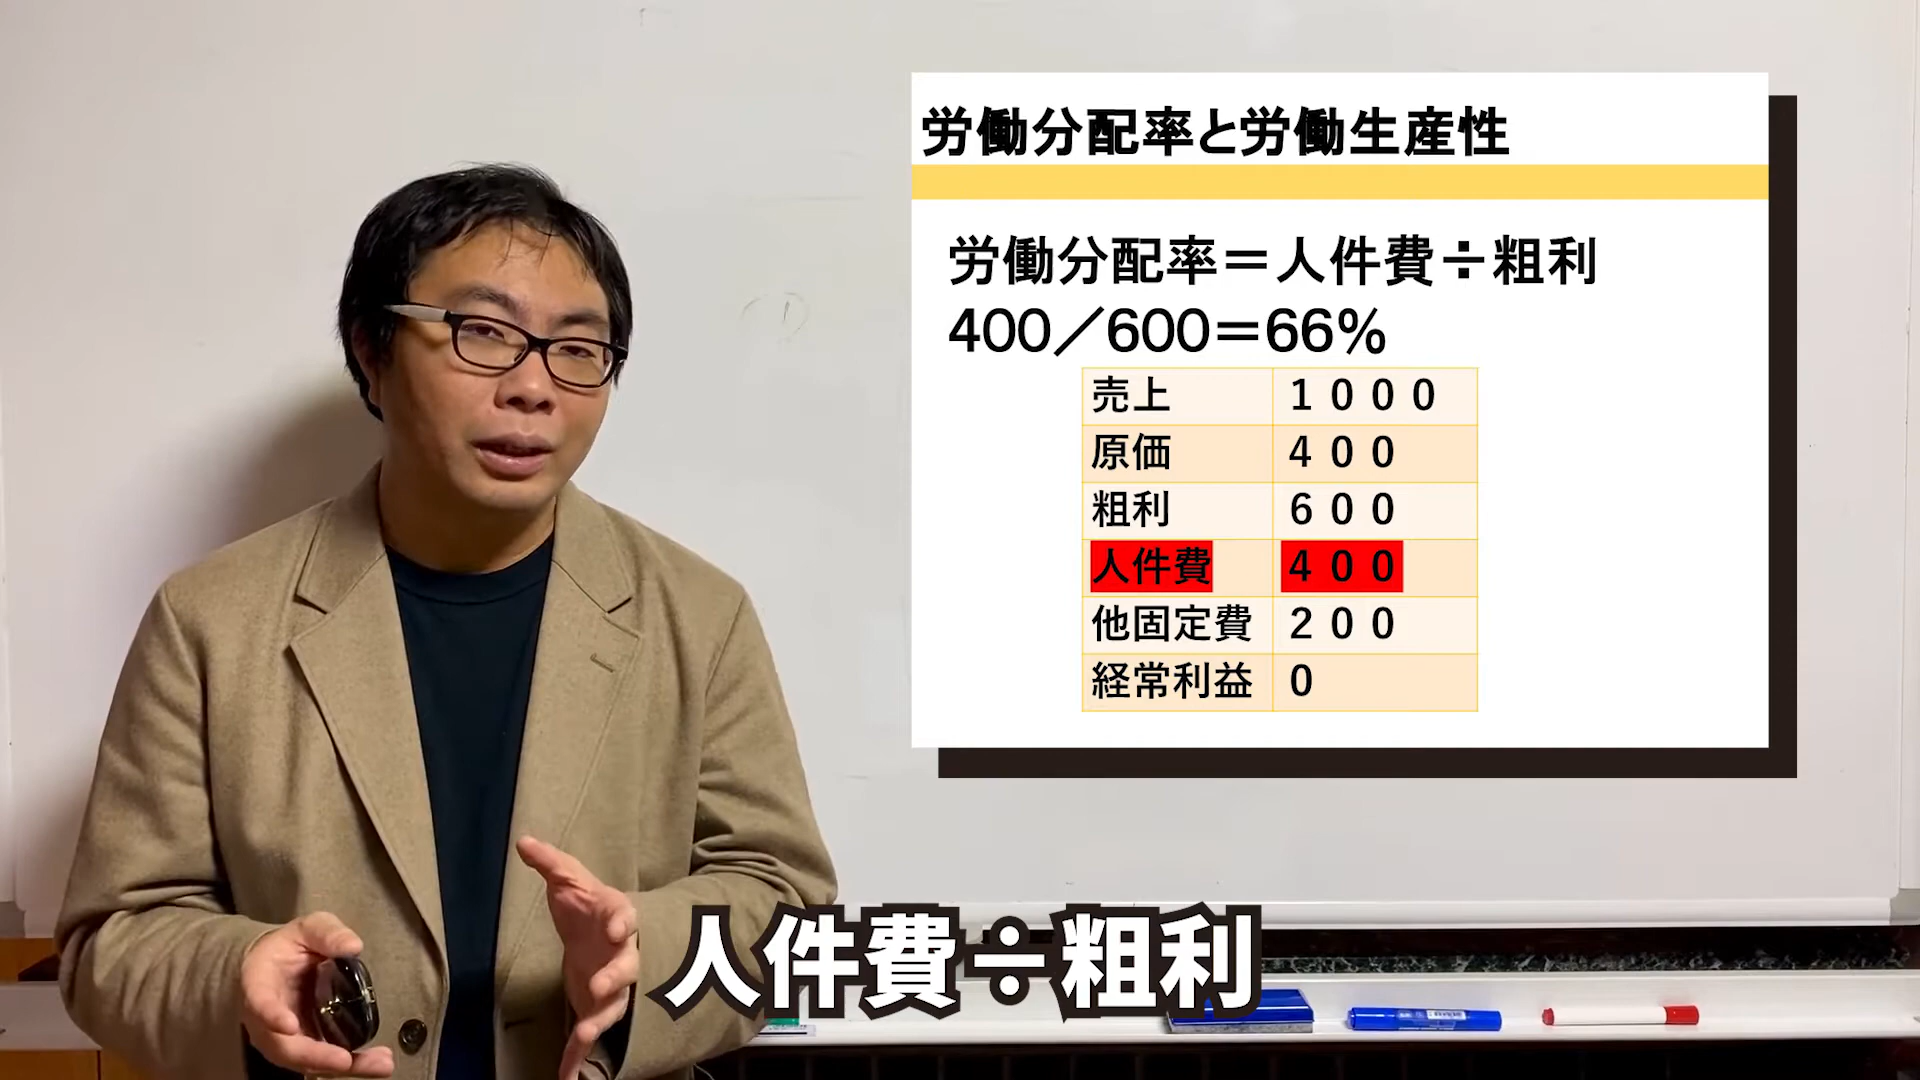 労働分配率と労働生産性
労働分配率＝人件費÷粗利
400／600＝66%
売上 1000
原価 400
粗利 600
人件費 400
他固定費 200
経常利益 0
人件費÷粗利